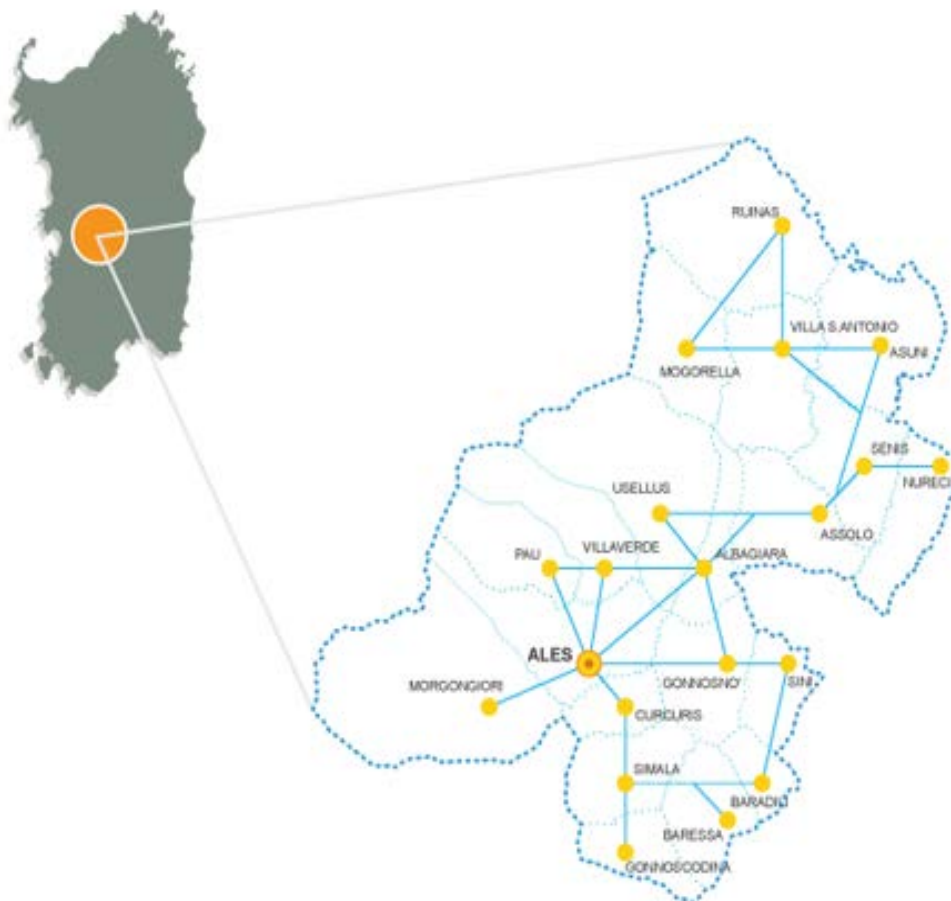 RUINAS
VILLA S.ANTONIO
ASUNI
MOGORELLA
SENIS
NURECI
USELLUS
ASSOLO
PAU
VILLAVERDE
ALBAGIARA
ALES
MORGONGIORI
GONNOSNO'
SINI
CURCURIS
SIMALA
BARADILI
BARESSA
GONNOSCODINA